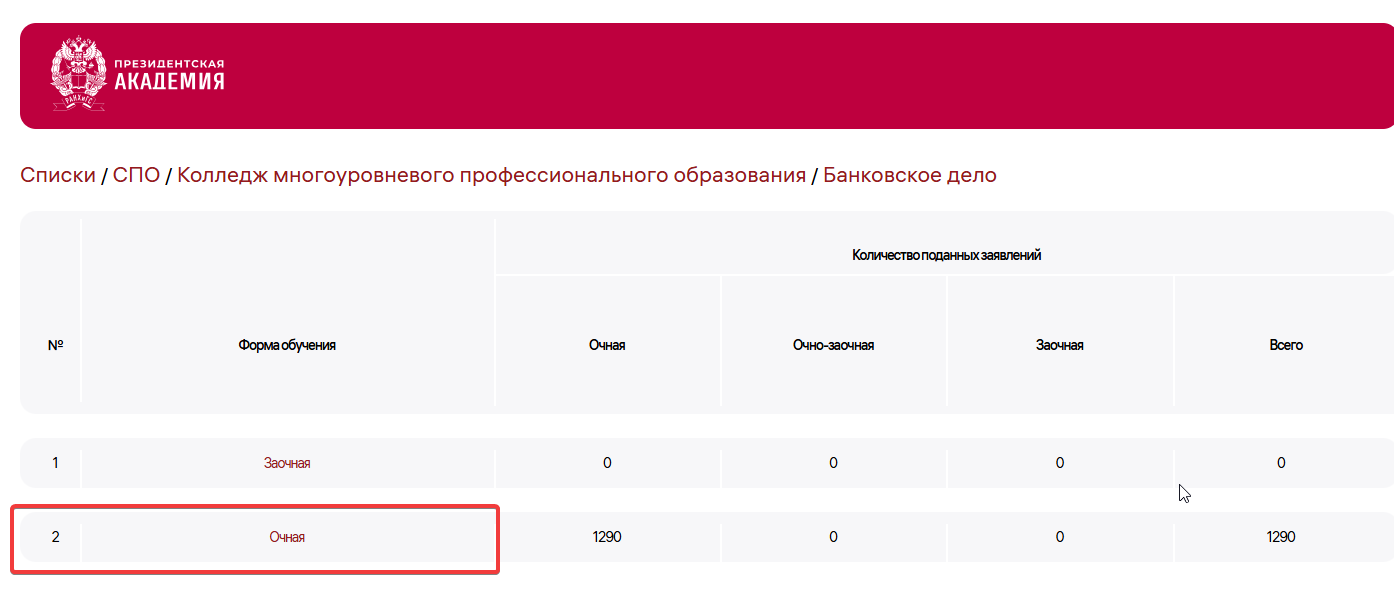 ПРЕЗИДЕНТСКАЯ
АКАДЕМИЯ
РАНХиГС
Списки / СПО / Колледж многоуровневого профессионального образования / Банковское дело
Количество поданных заявлений
№ Форма обучения Очная Очно-заочная Заочная Всего
1 Заочная 0 0 0 0
2 Очная 1290 0 0 1290